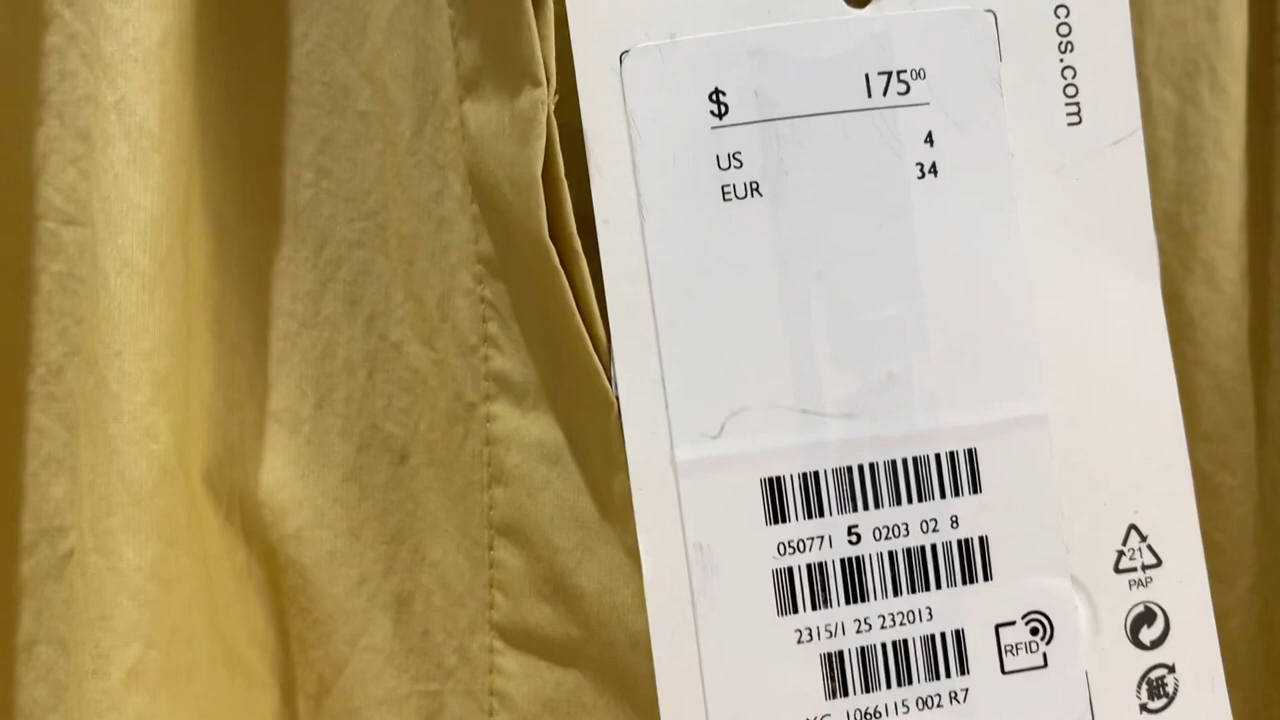 cos.com
$ 17500
US 4
EUR 34
050771 5 0203 02 8
2315/1 25 232013
RFID
1066115 002 R7
21
PAP
紙